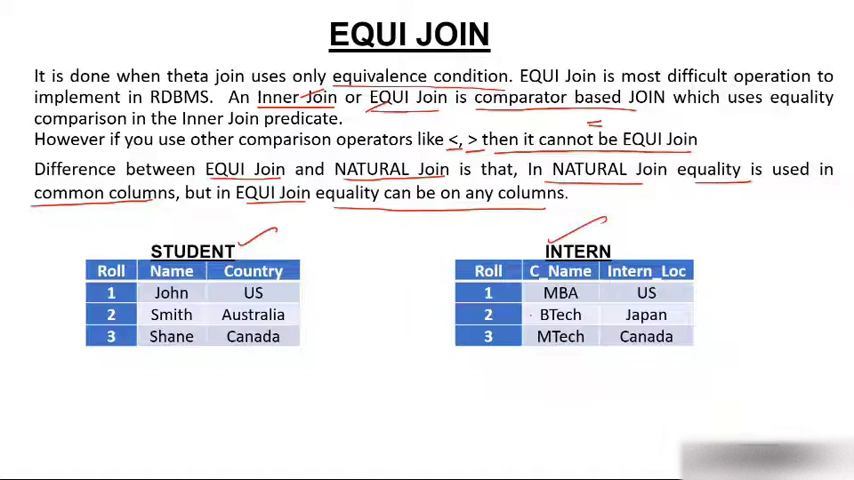 EQUI JOIN
It is done when theta join uses only equivalence condition. EQUI Join is most difficult operation to
implement in RDBMS. An Inner Join or EQUI Join is comparator based JOIN which uses equality
comparison in the Inner Join predicate.
However if you use other comparison operators like <, > then it cannot be EQUI Join
Difference between EQUI Join and NATURAL Join is that, In NATURAL Join equality is used in
common columns, but in EQUI Join equality can be on any columns.
STUDENT
Roll Name Country
1 John US
2 Smith Australia
3 Shane Canada
INTERN
Roll C_Name Intern_Loc
1 MBA US
2 BTech Japan
3 MTech Canada